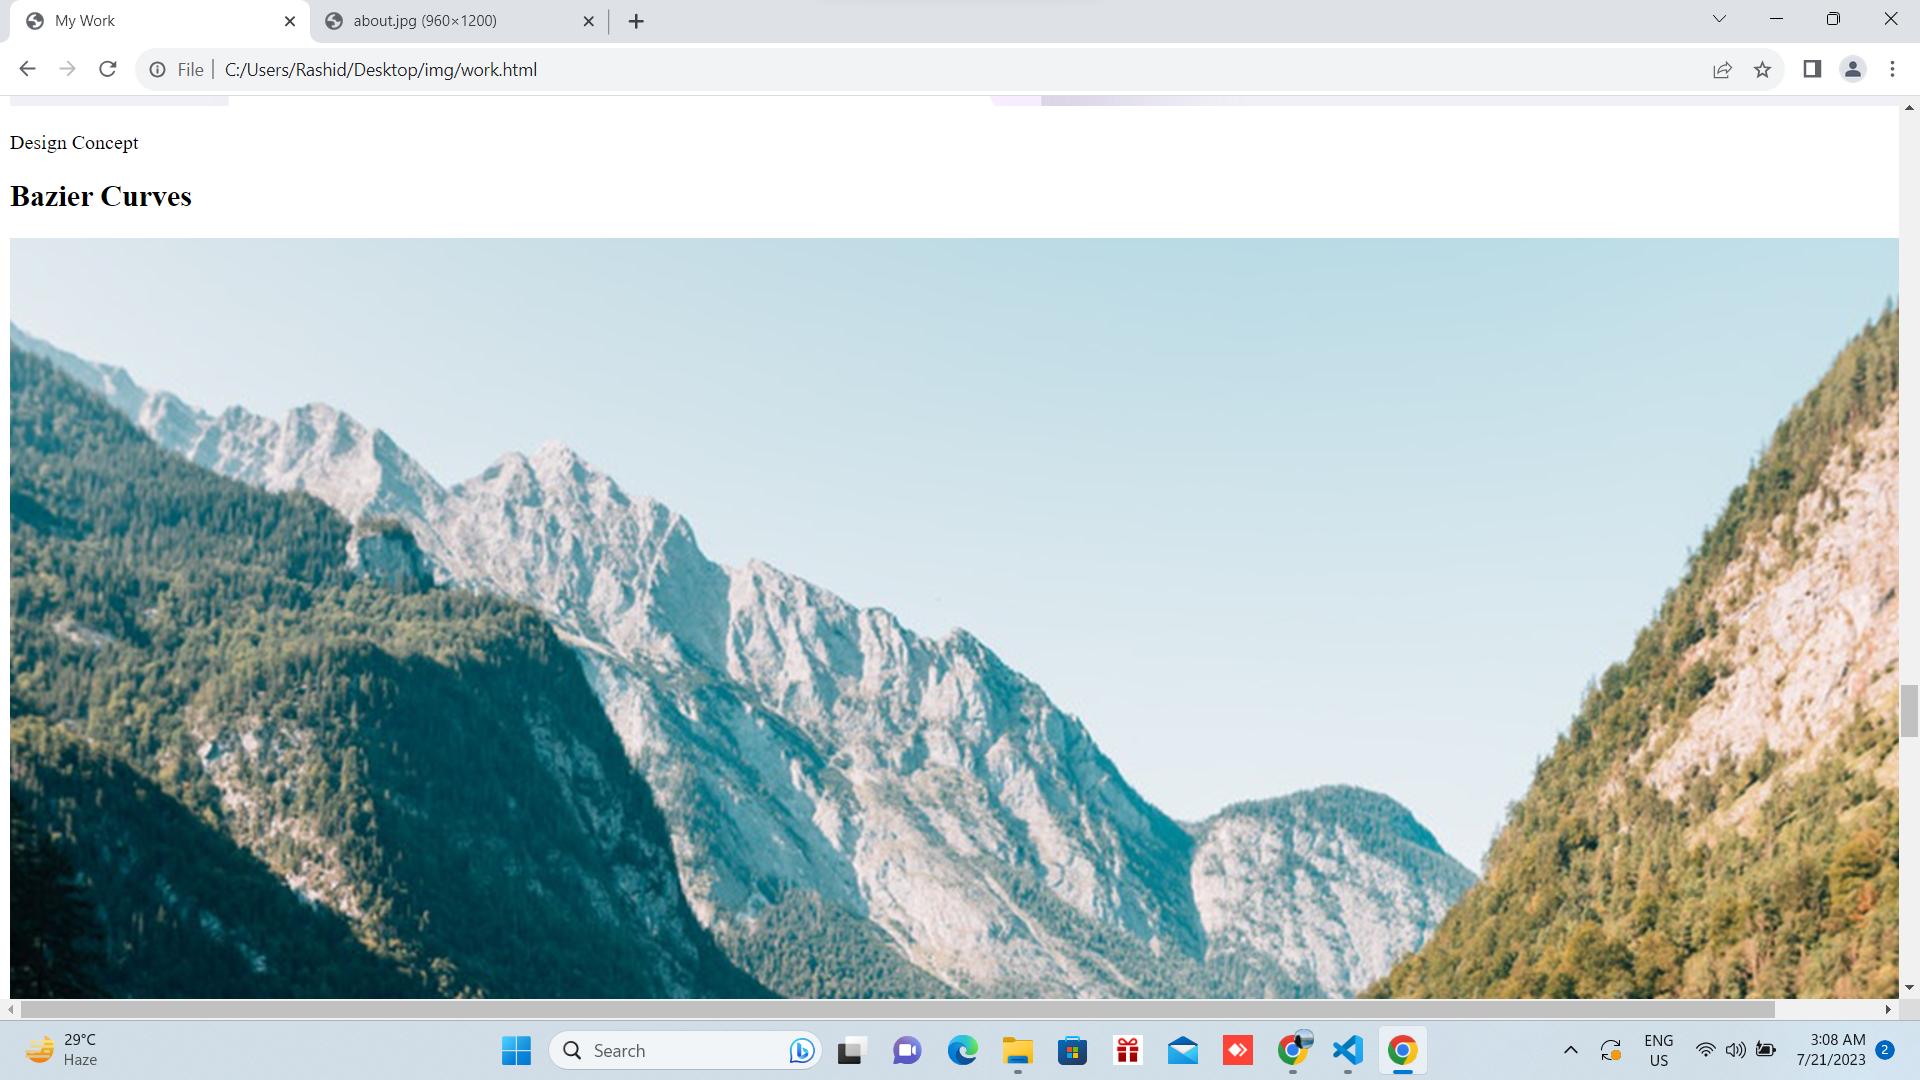 My Work
about.jpg (960×1200)
File
C:/Users/Rashid/Desktop/img/work.html
Design Concept
Bazier Curves
29°C
Haze
Search
ENG
US
3:08 AM
7/21/2023
2